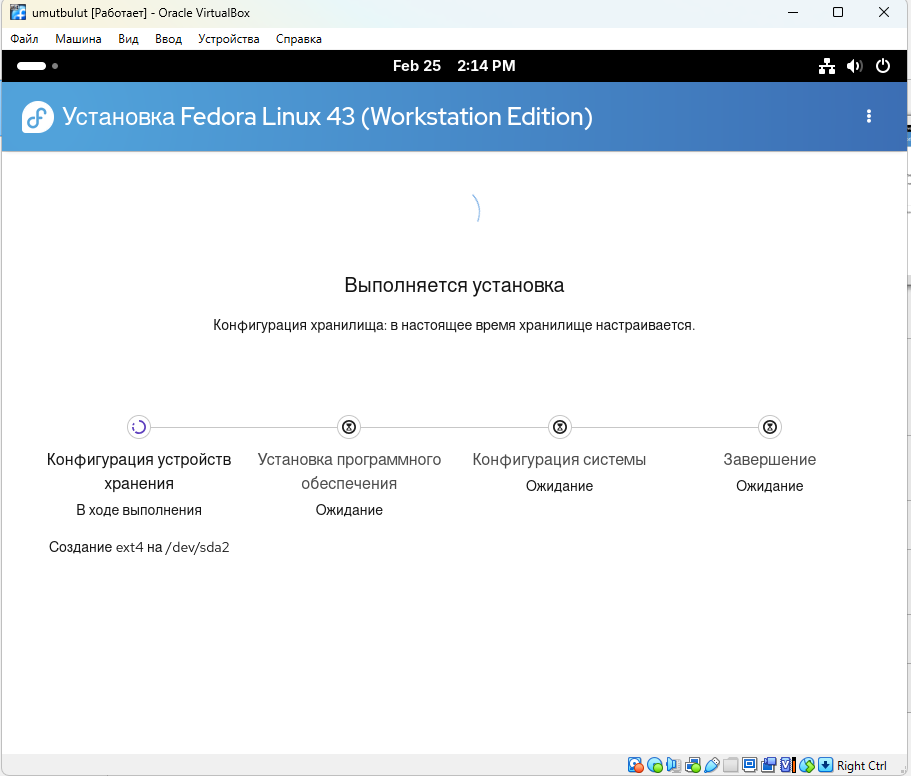 umutbulut [Работает] - Oracle VirtualBox
Файл Машина Вид Ввод Устройства Справка
Feb 25 2:14 PM
Установка Fedora Linux 43 (Workstation Edition)
Выполняется установка
Конфигурация хранилища: в настоящее время хранилище настраивается.
Конфигурация устройств хранения
В ходе выполнения
Создание ext4 на /dev/sda2
Установка программного обеспечения
Ожидание
Конфигурация системы
Ожидание
Завершение
Ожидание
Right Ctrl